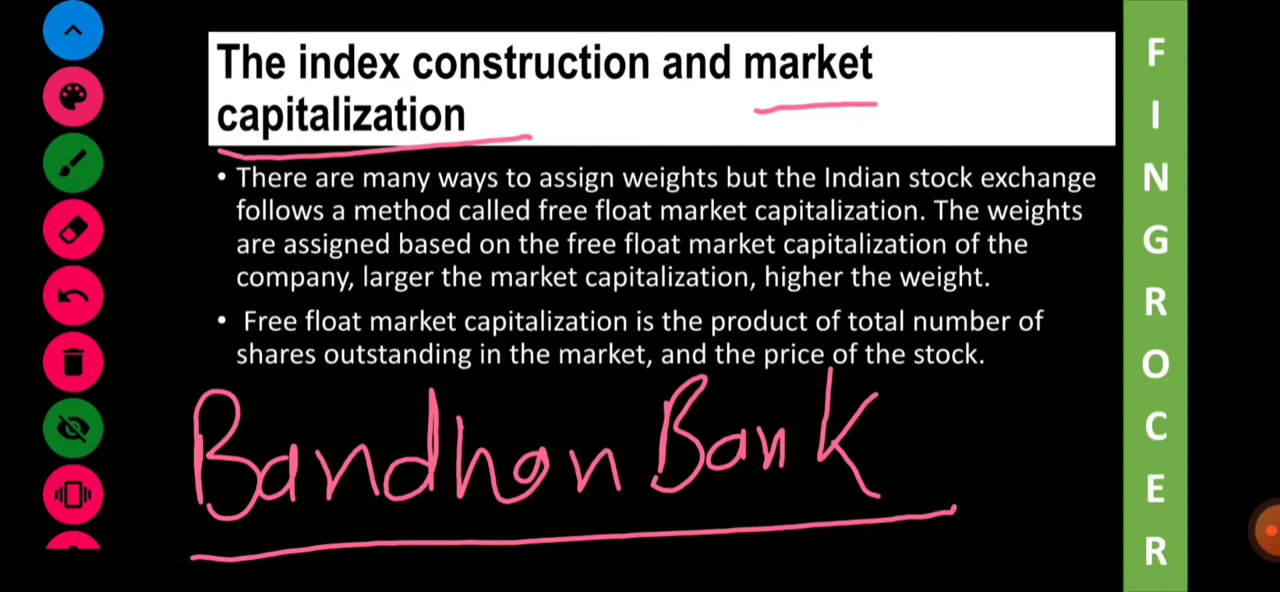 The index construction and market
capitalization
• There are many ways to assign weights but the Indian stock exchange
follows a method called free float market capitalization. The weights
are assigned based on the free float market capitalization of the
company, larger the market capitalization, higher the weight.
• Free float market capitalization is the product of total number of
shares outstanding in the market, and the price of the stock.
Bandhan Bank
FINGROCER